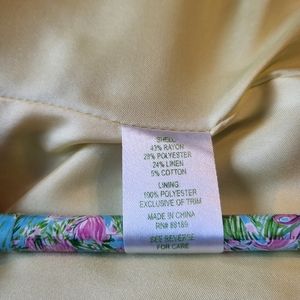 SHELL
43% RAYON
28% POLYESTER
24% LINEN
5% COTTON
LINING
100% POLYESTER
EXCLUSIVE OF TRIM
MADE IN CHINA
RN# 88189
SEE REVERSE
FOR CARE